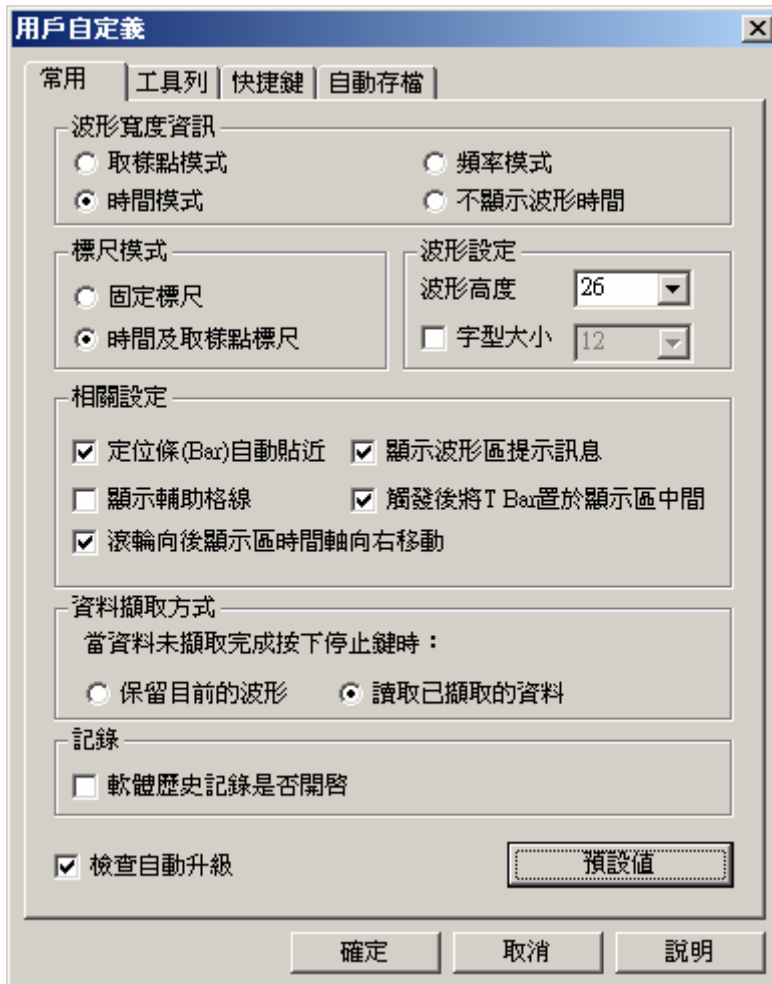 用戶自定義
常用 工具列 快捷鍵 自動存檔
波形寬度資訊
取樣點模式 頻率模式
時間模式 不顯示波形時間
標尺模式
固定標尺
時間及取樣點標尺
波形設定
波形高度 26
字型大小 12
相關設定
定位條(Bar)自動貼近 顯示波形區提示訊息
顯示輔助格線 觸發後將T Bar置於顯示區中間
滾輪向後顯示區時間軸向右移動
資料擷取方式
當資料未擷取完成按下停止鍵時：
保留目前的波形 讀取已擷取的資料
記錄
軟體歷史記錄是否開啓
檢查自動升級 預設值
確定 取消 說明